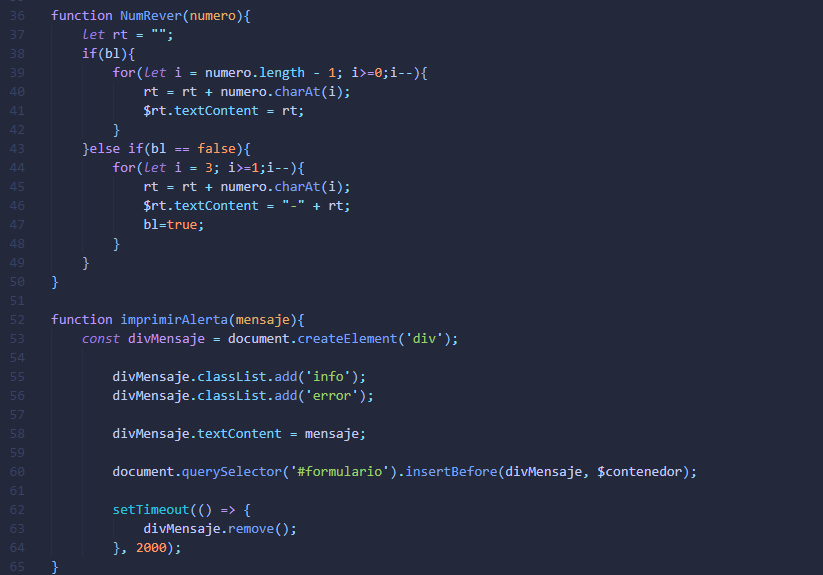 36 function NumRever(numero){
37 let rt = "";
38 if(bl){
39 for(let i = numero.length - 1; i>=0;i--){
40 rt = rt + numero.charAt(i);
41 $rt.textContent = rt;
42 }
43 }else if(bl == false){
44 for(let i = 3; i>=1;i--){
45 rt = rt + numero.charAt(i);
46 $rt.textContent = "-" + rt;
47 bl=true;
48 }
49 }
50 }
51
52 function imprimirAlerta(mensaje){
53 const divMensaje = document.createElement('div');
54
55 divMensaje.classList.add('info');
56 divMensaje.classList.add('error');
57
58 divMensaje.textContent = mensaje;
59
60 document.querySelector('#formulario').insertBefore(divMensaje, $contenedor);
61
62 setTimeout(() => {
63 divMensaje.remove();
64 }, 2000);
65 }